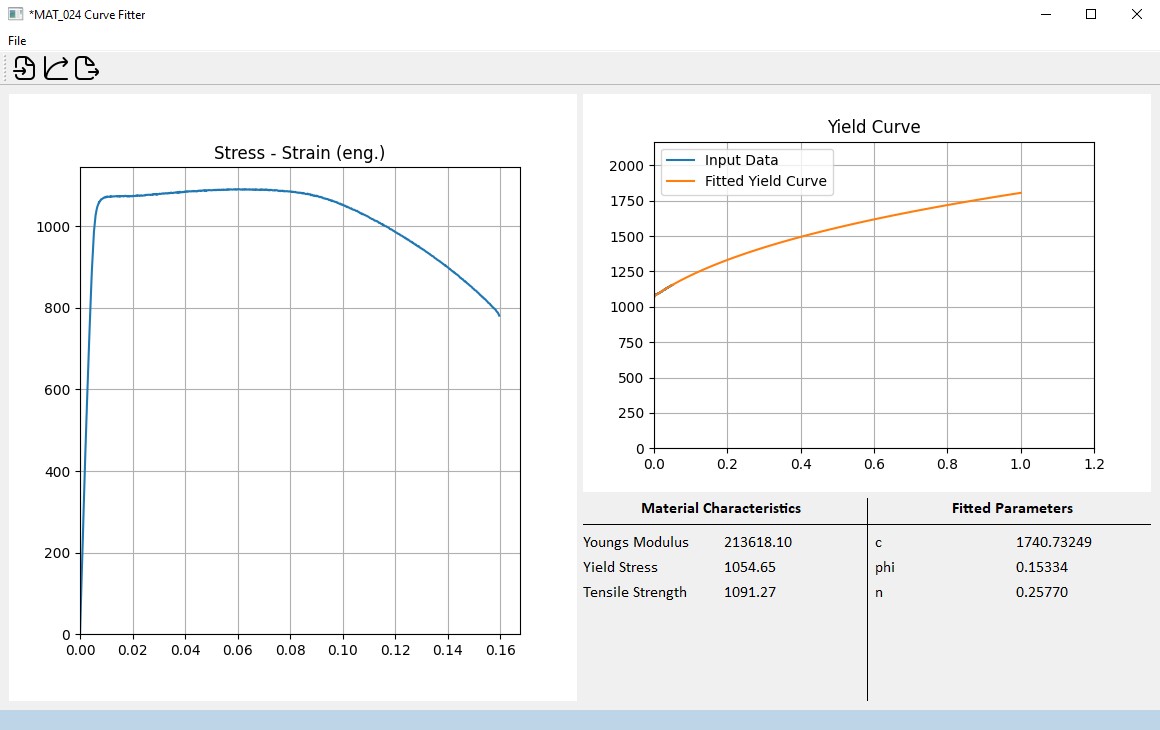 *MAT_024 Curve Fitter
File
Stress - Strain (eng.)
1000
800
600
400
200
0
0.00 0.02 0.04 0.06 0.08 0.10 0.12 0.14 0.16
Yield Curve
Input Data
Fitted Yield Curve
2000
1750
1500
1250
1000
750
500
250
0
0.0 0.2 0.4 0.6 0.8 1.0 1.2
Material Characteristics
Youngs Modulus 213618.10
Yield Stress 1054.65
Tensile Strength 1091.27
Fitted Parameters
c 1740.73249
phi 0.15334
n 0.25770